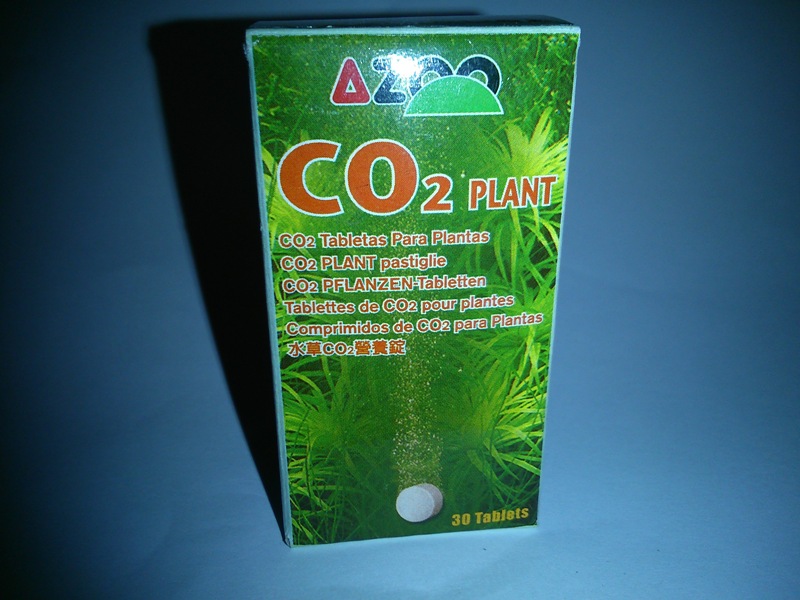 AZOO
CO2 PLANT
CO2 Tabletas Para Plantas
CO2 PLANT pastiglie
CO2 PFLANZEN-Tabletten
Tablettes de CO2 pour plantes
Comprimidos de CO2 para Plantas
水草CO2營養錠
30 Tablets